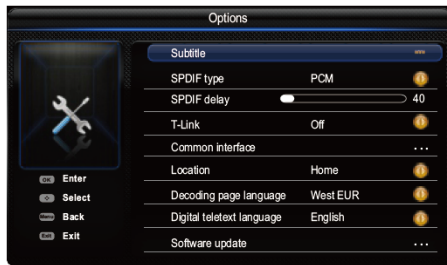 Options
Subtitle
SPDIF type PCM
SPDIF delay 40
T-Link Off
Common interface ...
Location Home
Decoding page language West EUR
Digital teletext language English
Software update ...
OK Enter
Select
Menu Back
Exit Exit